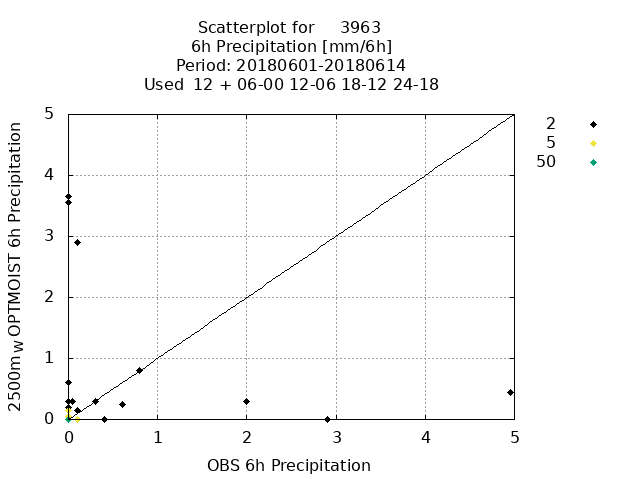 Scatterplot for 3963
6h Precipitation [mm/6h]
Period: 20180601-20180614
Used 12 + 06-00 12-06 18-12 24-18
2
5
50
5
4
3
2
1
0
0 1 2 3 4 5
2500m w OPTMOIST 6h Precipitation
OBS 6h Precipitation